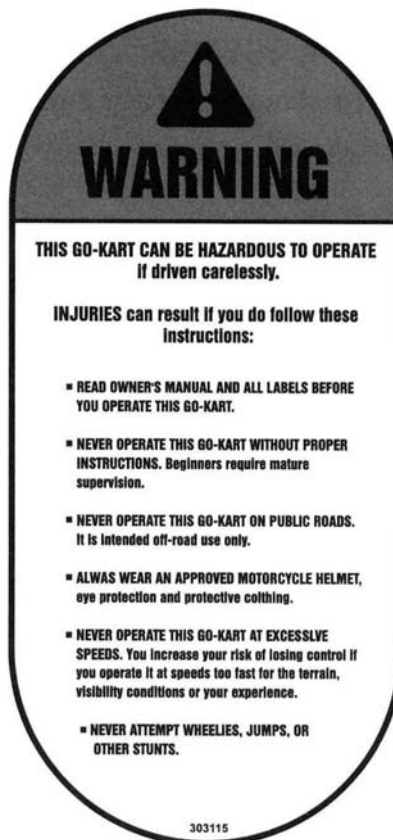 WARNING
THIS GO-KART CAN BE HAZARDOUS TO OPERATE
if driven carelessly.
INJURIES can result if you do follow these
instructions:
▪ READ OWNER'S MANUAL AND ALL LABELS BEFORE
YOU OPERATE THIS GO-KART.
▪ NEVER OPERATE THIS GO-KART WITHOUT PROPER
INSTRUCTIONS. Beginners require mature
supervision.
▪ NEVER OPERATE THIS GO-KART ON PUBLIC ROADS.
It is intended off-road use only.
▪ ALWAS WEAR AN APPROVED MOTORCYCLE HELMET,
eye protection and protective colthing.
▪ NEVER OPERATE THIS GO-KART AT EXCESSLVE
SPEEDS. You increase your risk of losing control if
you operate it at speeds too fast for the terrain,
visibility conditions or your experience.
▪ NEVER ATTEMPT WHEELIES, JUMPS, OR
OTHER STUNTS.
303115